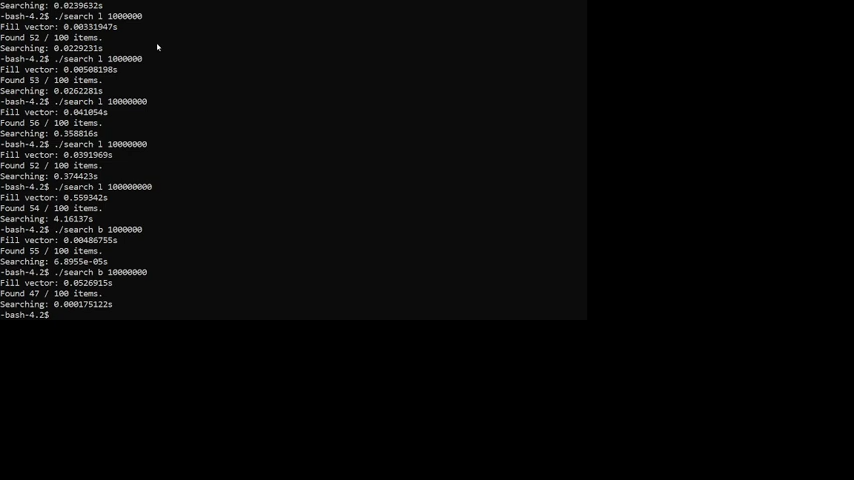 Searching: 0.0239632s
-bash-4.2$ ./search l 1000000
Fill vector: 0.00331947s
Found 52 / 100 items.
Searching: 0.0229231s
-bash-4.2$ ./search l 1000000
Fill vector: 0.00508198s
Found 53 / 100 items.
Searching: 0.0262281s
-bash-4.2$ ./search l 10000000
Fill vector: 0.041054s
Found 56 / 100 items.
Searching: 0.358816s
-bash-4.2$ ./search l 10000000
Fill vector: 0.0391969s
Found 52 / 100 items.
Searching: 0.374423s
-bash-4.2$ ./search l 100000000
Fill vector: 0.559342s
Found 54 / 100 items.
Searching: 4.16137s
-bash-4.2$ ./search b 1000000
Fill vector: 0.00486755s
Found 55 / 100 items.
Searching: 6.8955e-05s
-bash-4.2$ ./search b 10000000
Fill vector: 0.0526915s
Found 47 / 100 items.
Searching: 0.000175122s
-bash-4.2$